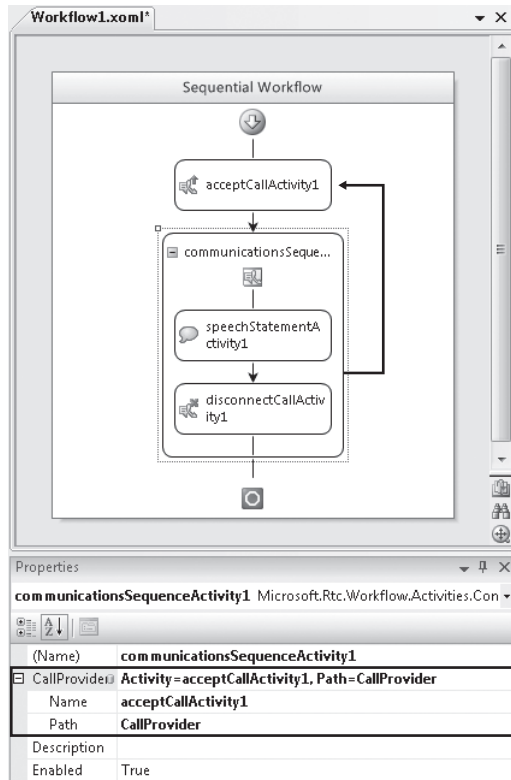 Workflow1.xoml*
Sequential Workflow
acceptCallActivity1
communicationsSeque...
speechStatementA
ctivity1
disconnectCallActiv
ity1
Properties
communicationsSequenceActivity1 Microsoft.Rtc.Workflow.Activities.Con
(Name) communicationsSequenceActivity1
CallProvider Activity=acceptCallActivity1, Path=CallProvider
Name acceptCallActivity1
Path CallProvider
Description
Enabled True